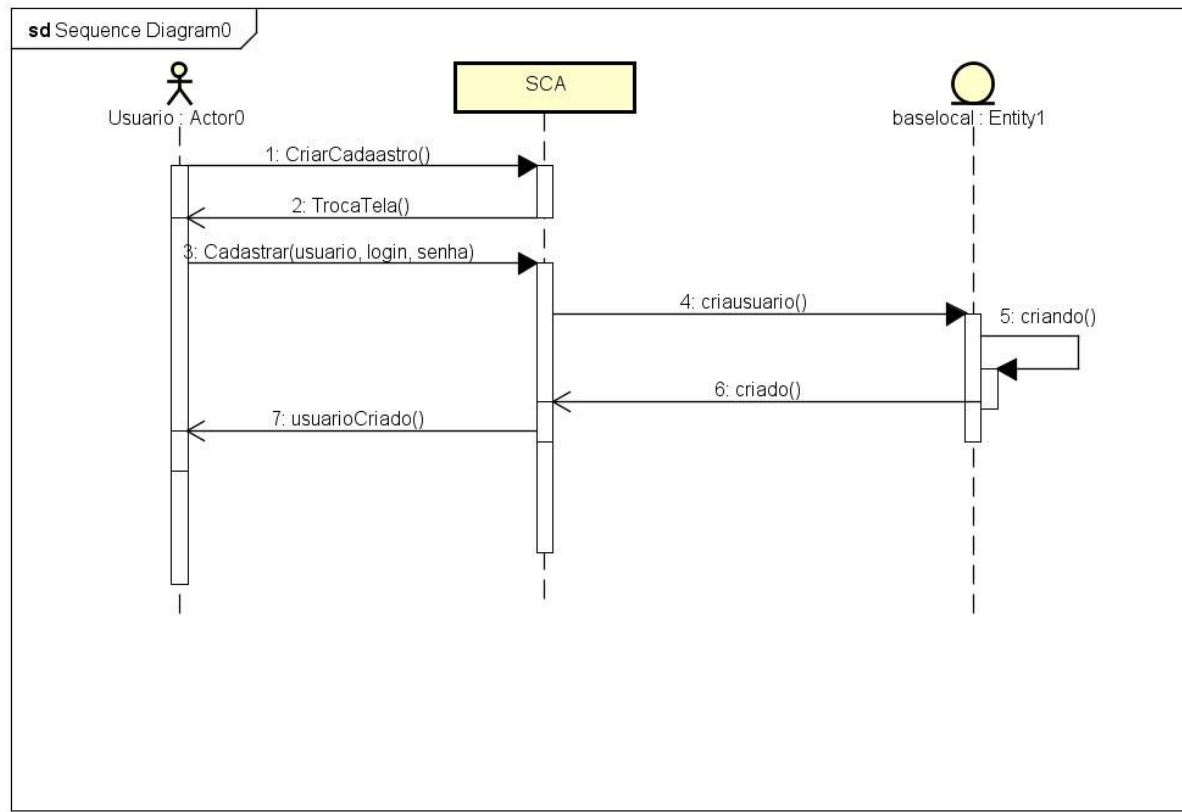 sd Sequence Diagram0
Usuario : Actor0
SCA
baselocal : Entity1
1: CriarCadaastro()
2: TrocaTela()
3: Cadastrar(usuario, login, senha)
4: criausuario()
5: criando()
6: criado()
7: usuarioCriado()